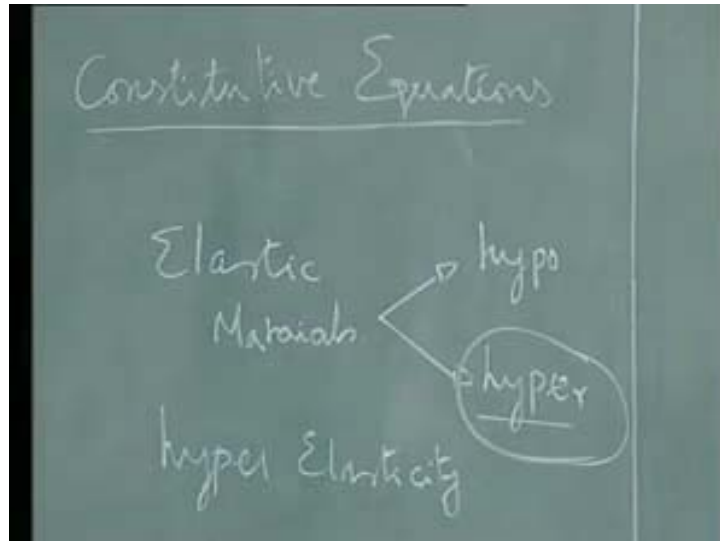 Constitutive Equations
Elastic
Materials
hypo
hyper
hyper Elasticity